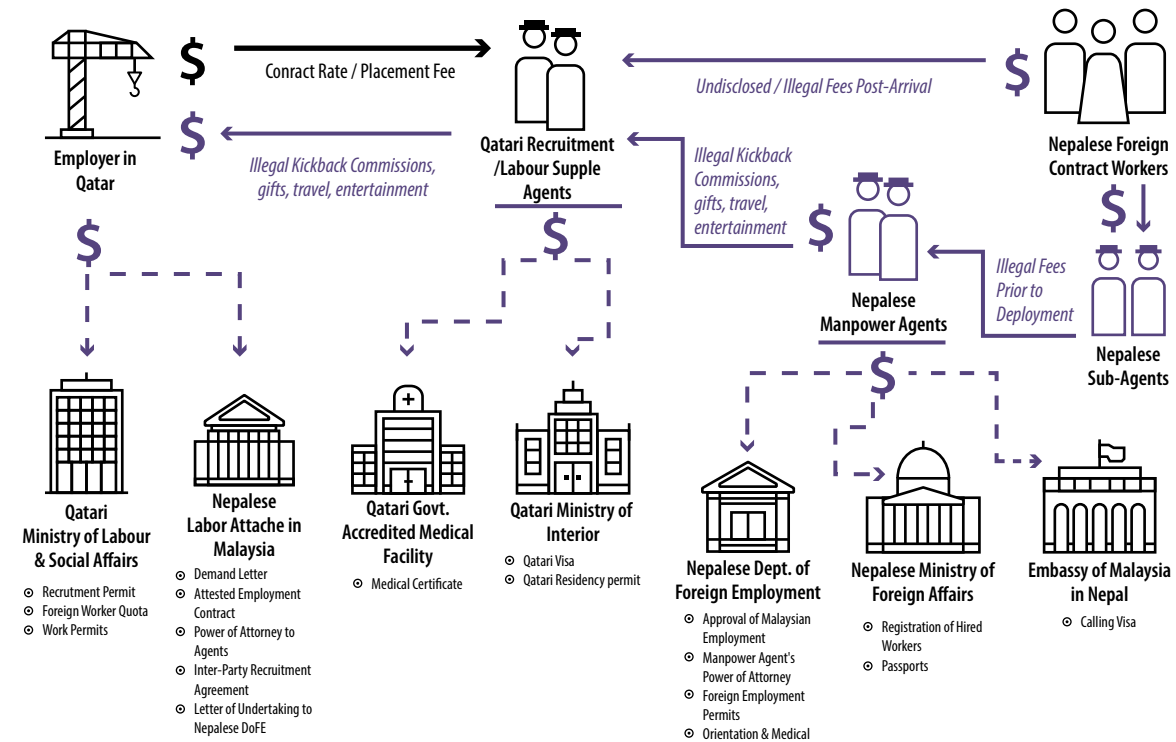 $
Conract Rate / Placement Fee
$
Illegal Kickback Commissions,
gifts, travel, entertainment
Employer in
Qatar
Qatari Recruitment
/Labour Supple
Agents
Undisclosed / Illegal Fees Post-Arrival
$
Nepalese Foreign
Contract Workers
$
Illegal Kickback
Commissions,
gifts, travel,
entertainment
$
Nepalese
Manpower Agents
Illegal Fees
Prior to
Deployment
Nepalese
Sub-Agents
$
$
$
Qatari
Ministry of Labour
& Social Affairs
Recrutment Permit
Foreign Worker Quota
Work Permits
Nepalese
Labor Attache in
Malaysia
Demand Letter
Attested Employment
Contract
Power of Attorney to
Agents
Inter-Party Recruitment
Agreement
Letter of Undertaking to
Nepalese DoFE
Qatari Govt.
Accredited Medical
Facility
Medical Certificate
Qatari Ministry of
Interior
Qatari Visa
Qatari Residency permit
Nepalese Dept. of
Foreign Employment
Approval of Malaysian
Employment
Manpower Agent's
Power of Attorney
Foreign Employment
Permits
Orientation & Medical
Nepalese Ministry of
Foreign Affairs
Registration of Hired
Workers
Passports
Embassy of Malaysia
in Nepal
Calling Visa